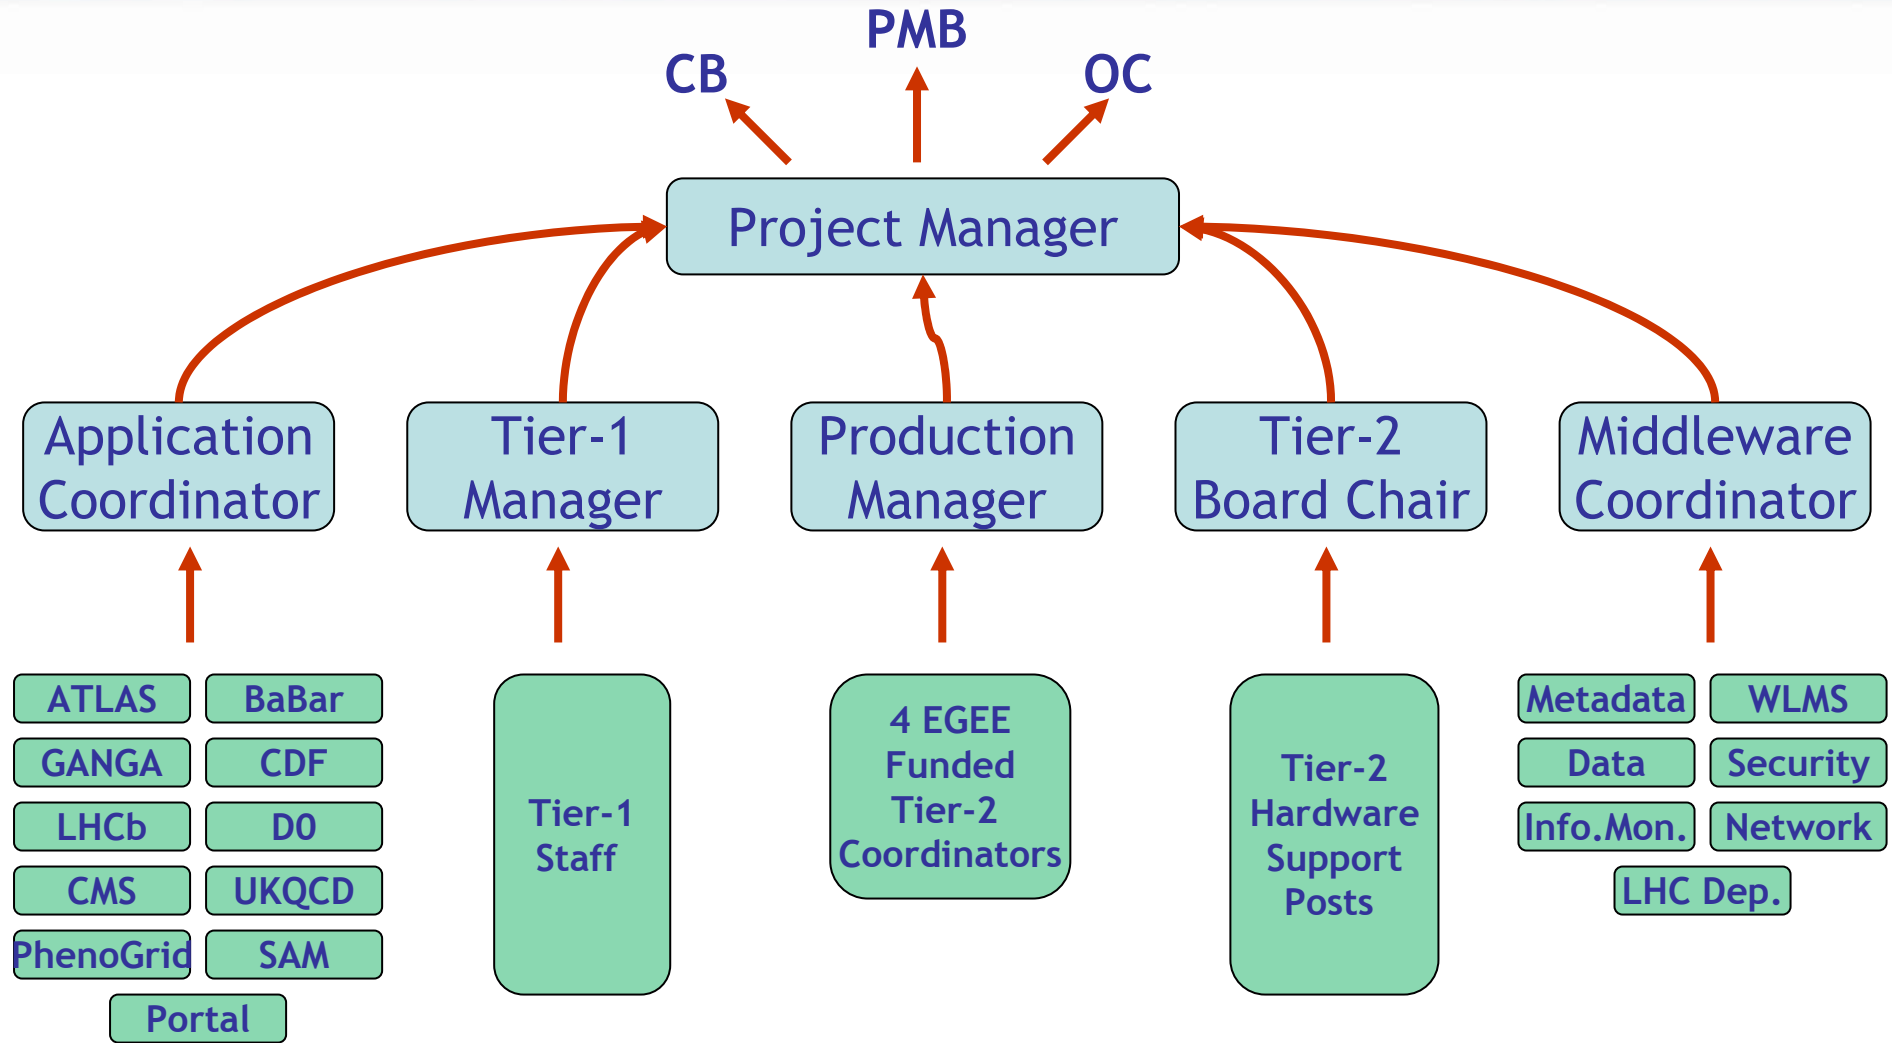 PMB
CB
OC
Project Manager
Application
Coordinator
Tier-1
Manager
Production
Manager
Tier-2
Board Chair
Middleware
Coordinator
ATLAS
BaBar
GANGA
CDF
LHCb
D0
CMS
UKQCD
PhenoGrid
SAM
Portal
Tier-1
Staff
4 EGEE
Funded
Tier-2
Coordinators
Tier-2
Hardware
Support
Posts
Metadata
WLMS
Data
Security
Info.Mon.
Network
LHC Dep.